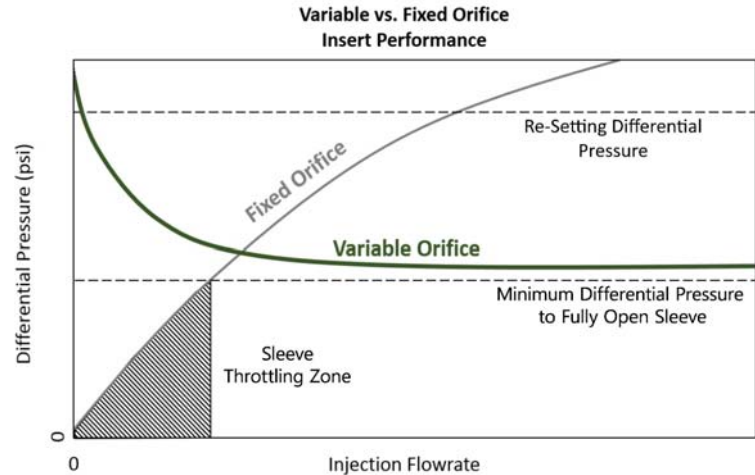 Variable vs. Fixed Orifice
Insert Performance
Differential Pressure (psi)
Re-Setting Differential
Pressure
Fixed Orifice
Variable Orifice
Minimum Differential Pressure
to Fully Open Sleeve
Sleeve
Throttling Zone
0
0
Injection Flowrate